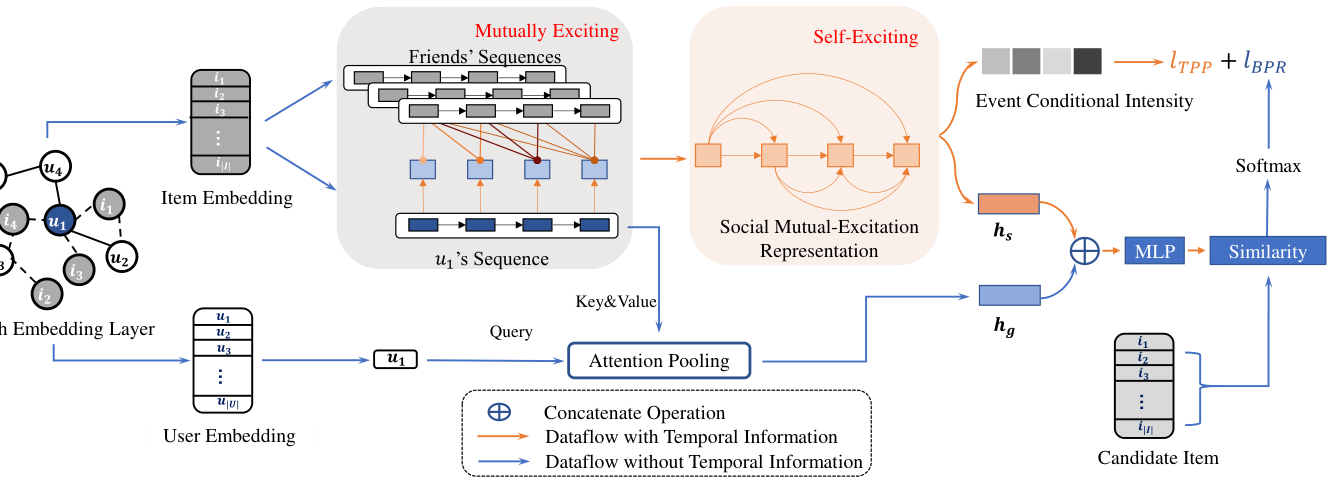 Mutually Exciting
Friends' Sequences
Self-Exciting
l_TPP + l_BPR
Event Conditional Intensity
i_1
i_2
i_3
⋮
i_|I|
Item Embedding
u_4
u_1
i_1
i_4
u_2
i_3
i_2
u_1's Sequence
Social Mutual-Excitation
Representation
Softmax
h_s
MLP
Similarity
h_g
Embedding Layer
Key&Value
Query
u_1
Attention Pooling
u_1
u_2
u_3
⋮
u_|U|
User Embedding
i_1
i_2
i_3
⋮
i_|I|
Candidate Item
⊕ Concatenate Operation
Dataflow with Temporal Information
Dataflow without Temporal Information